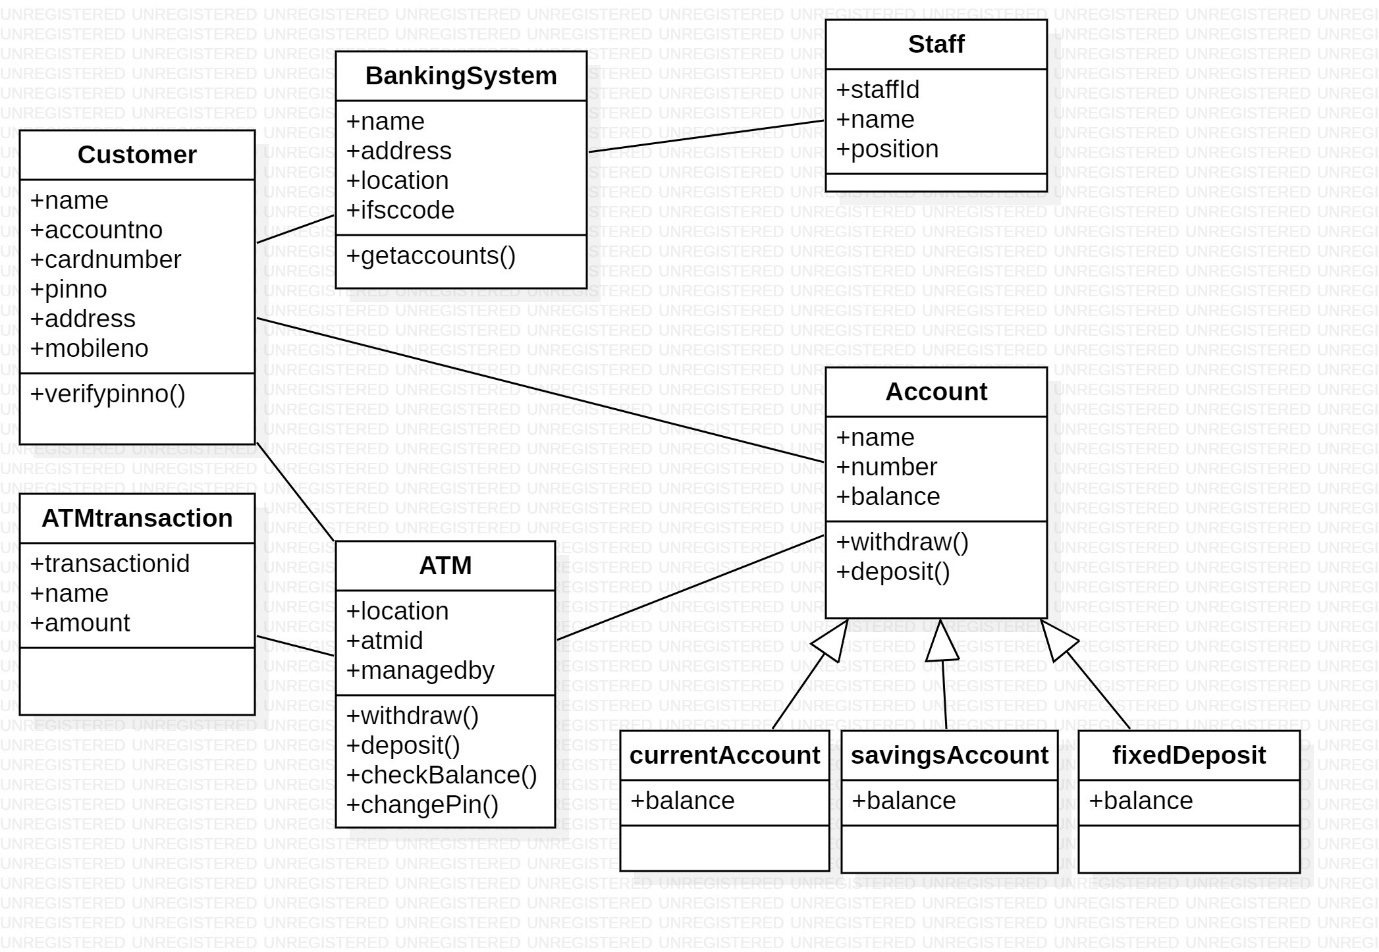 Customer
+name
+accountno
+cardnumber
+pinno
+address
+mobileno
+verifypinno()
BankingSystem
+name
+address
+location
+ifsccode
+getaccounts()
Staff
+staffId
+name
+position
ATMtransaction
+transactionid
+name
+amount
ATM
+location
+atmid
+managedby
+withdraw()
+deposit()
+checkBalance()
+changePin()
Account
+name
+number
+balance
+withdraw()
+deposit()
currentAccount
+balance
savingsAccount
+balance
fixedDeposit
+balance
UNREGISTERED